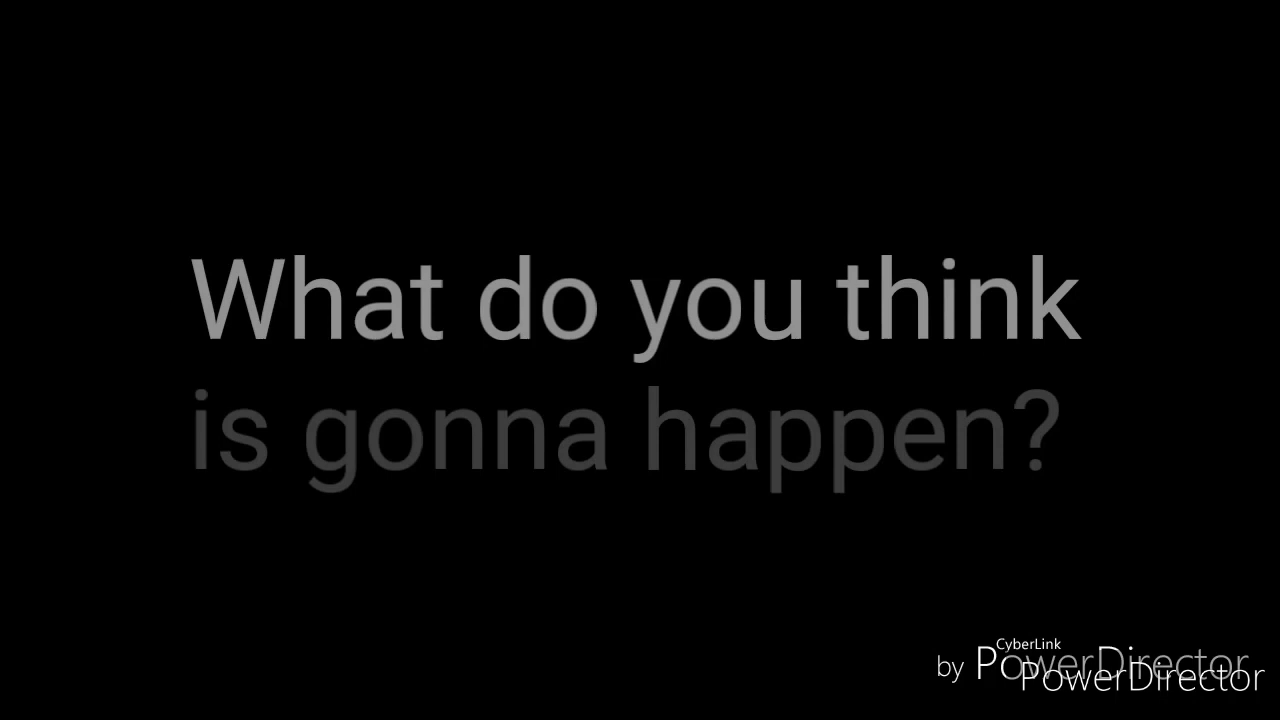 What do you think
is gonna happen?
CyberLink
by PowerDirector
PowerDirector